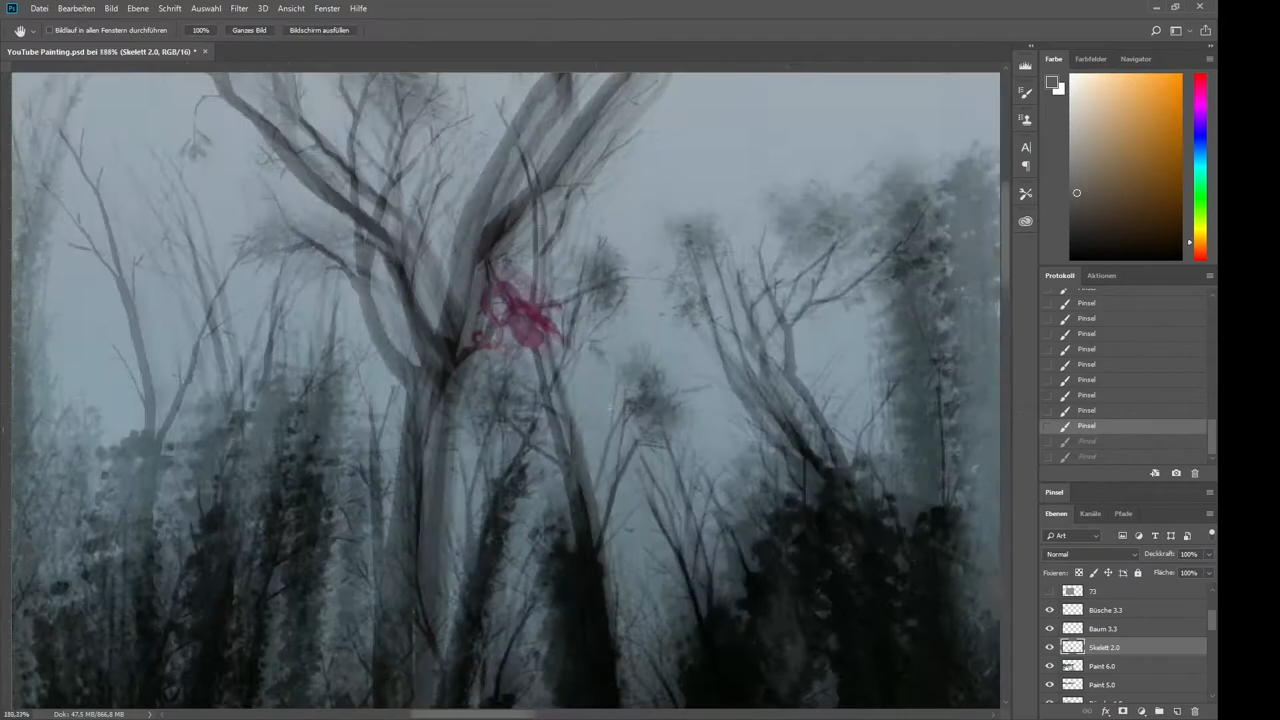 Ps Datei Bearbeiten Bild Ebene Schrift Auswahl Filter 3D Ansicht Fenster Hilfe
Bildlauf in allen Fenstern durchführen 100% Ganzes Bild Bildschirm ausfüllen
YouTube Painting.psd bei 188% (Skelett 2.0, RGB/16) * ×
Farbe Farbfelder Navigator
Protokoll Aktionen
Pinsel
Pinsel
Pinsel
Pinsel
Pinsel
Pinsel
Pinsel
Pinsel
Pinsel
Pinsel
Pinsel
Pinsel
Ebenen Kanäle Pfade
Art
Normal Deckkraft: 100%
Fixieren: Fläche: 100%
73
Büsche 3.3
Baum 3.3
Skelett 2.0
Paint 6.0
Paint 5.0
Dok: 47,5 MB/866,8 MB